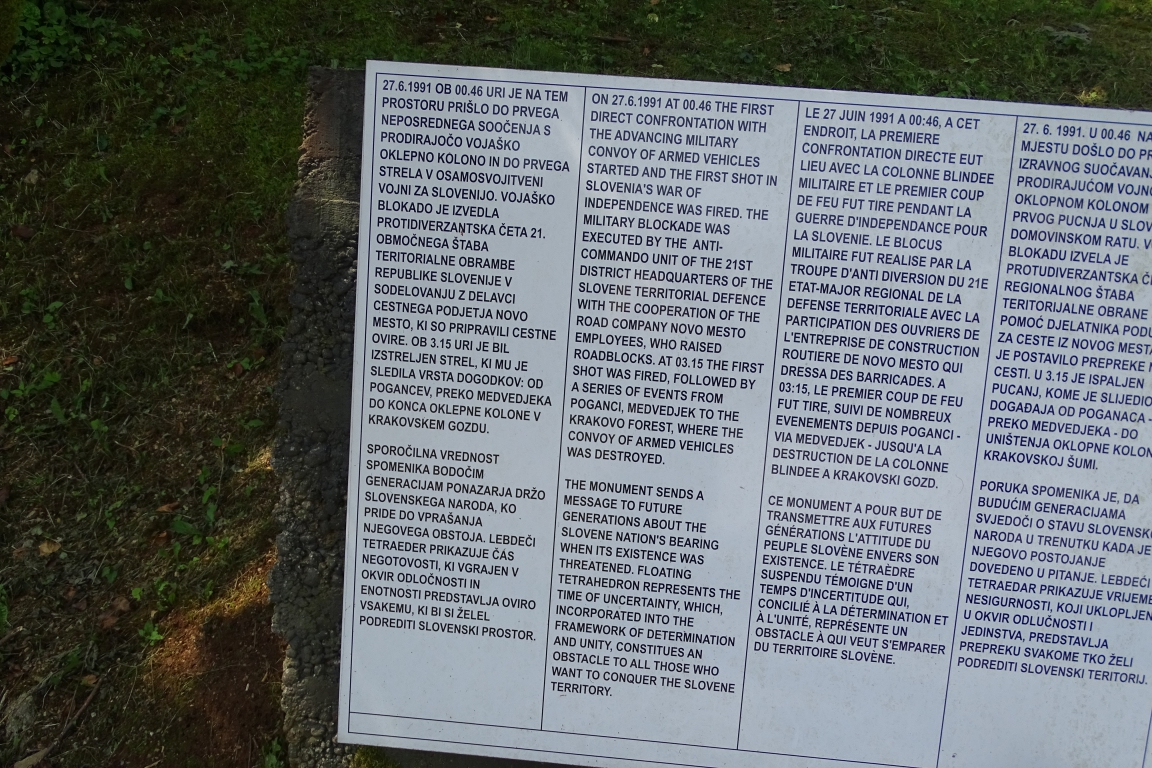 27.6.1991 OB 00.46 URI JE NA TEM
PROSTORU PRIŠLO DO PRVEGA
NEPOSREDNEGA SOOČENJA S
PRODIRAJOČO VOJAŠKO
OKLEPNO KOLONO IN DO PRVEGA
STRELA V OSAMOSVOJITVENI
VOJNI ZA SLOVENIJO. VOJAŠKO
BLOKADO JE IZVEDLA
PROTIDIVERZANTSKA ČETA 21.
OBMOČNEGA ŠTABA
TERITORIALNE OBRAMBE
REPUBLIKE SLOVENIJE V
SODELOVANJU Z DELAVCI
CESTNEGA PODJETJA NOVO
MESTO, KI SO PRIPRAVILI CESTNE
OVIRE. OB 3.15 URI JE BIL
IZSTRELJEN STREL, KI MU JE
SLEDILA VRSTA DOGODKOV: OD
POGANCEV, PREKO MEDVEDJEKA
DO KONCA OKLEPNE KOLONE V
KRAKOVSKEM GOZDU.
SPOROČILNA VREDNOST
SPOMENIKA BODOČIM
GENERACIJAM PONAZARJA DRŽO
SLOVENSKEGA NARODA, KO
PRIDE DO VPRAŠANJA
NJEGOVEGA OBSTOJA. LEBDEČI
TETRAEDER PRIKAZUJE ČAS
NEGOTOVOSTI, KI VGRAJEN V
OKVIR ODLOČNOSTI IN
ENOTNOSTI PREDSTAVLJA OVIRO
VSAKEMU, KI BI SI ŽELEL
PODREDITI SLOVENSKI PROSTOR.
ON 27.6.1991 AT 00.46 THE FIRST
DIRECT CONFRONTATION WITH
THE ADVANCING MILITARY
CONVOY OF ARMED VEHICLES
STARTED AND THE FIRST SHOT IN
SLOVENIA'S WAR OF
INDEPENDENCE WAS FIRED. THE
MILITARY BLOCKADE WAS
EXECUTED BY THE ANTI-
COMMANDO UNIT OF THE 21ST
DISTRICT HEADQUARTERS OF THE
SLOVENE TERRITORIAL DEFENCE
WITH THE COOPERATION OF THE
ROAD COMPANY NOVO MESTO
EMPLOYEES, WHO RAISED
ROADBLOCKS. AT 03.15 THE FIRST
SHOT WAS FIRED, FOLLOWED BY
A SERIES OF EVENTS FROM
POGANCI, MEDVEDJEK TO THE
KRAKOVO FOREST, WHERE THE
CONVOY OF ARMED VEHICLES
WAS DESTROYED.
THE MONUMENT SENDS A
MESSAGE TO FUTURE
GENERATIONS ABOUT THE
SLOVENE NATION'S BEARING
WHEN ITS EXISTENCE WAS
THREATENED. FLOATING
TETRAHEDRON REPRESENTS THE
TIME OF UNCERTAINTY, WHICH,
INCORPORATED INTO THE
FRAMEWORK OF DETERMINATION
AND UNITY, CONSTITUES AN
OBSTACLE TO ALL THOSE WHO
WANT TO CONQUER THE SLOVENE
TERRITORY.
LE 27 JUIN 1991 A 00:46, A CET
ENDROIT, LA PREMIERE
CONFRONTATION DIRECTE EUT
LIEU AVEC LA COLONNE BLINDEE
MILITAIRE ET LE PREMIER COUP
DE FEU FUT TIRE PENDANT LA
GUERRE D'INDEPENDANCE POUR
LA SLOVENIE. LE BLOCUS
MILITAIRE FUT REALISE PAR LA
TROUPE D'ANTI DIVERSION DU 21E
ETAT-MAJOR REGIONAL DE LA
DEFENSE TERRITORIALE AVEC LA
PARTICIPATION DES OUVRIERS DE
L'ENTREPRISE DE CONSTRUCTION
ROUTIERE DE NOVO MESTO QUI
DRESSA DES BARRICADES. A
03:15, LE PREMIER COUP DE FEU
FUT TIRE, SUIVI DE NOMBREUX
EVENEMENTS DEPUIS POGANCI -
VIA MEDVEDJEK - JUSQU'A LA
DESTRUCTION DE LA COLONNE
BLINDEE A KRAKOVSKI GOZD.
CE MONUMENT A POUR BUT DE
TRANSMETTRE AUX FUTURES
GÉNÉRATIONS L'ATTITUDE DU
PEUPLE SLOVÈNE ENVERS SON
EXISTENCE. LE TÉTRAÈDRE
SUSPENDU TÉMOIGNE D'UN
TEMPS D'INCERTITUDE QUI,
CONCILIÉ À LA DÉTERMINATION ET
À L'UNITÉ, REPRÉSENTE UN
OBSTACLE À QUI VEUT S'EMPARER
DU TERRITOIRE SLOVÈNE.
27. 6. 1991. U 00.46 NA
MJESTU DOŠLO DO
IZRAVNOG
PRODIRAJUĆOM
OKLOPNOM KOLONOM
PRVOG PUCNJA U
DOMOVINSKOM RATU.
BLOKADU IZVELA JE
PROTUDIVERZANTSKA
REGIONALNOG ŠTABA
TERITORIJALNE OBRANE
POMOĆ DJELATNIKA
ZA CESTE IZ NOVOG
JE POSTAVILO PREPREKE
CESTI. U 3.15 JE ISPALJEN
PUCANJ, KOME JE
DOGAĐAJA OD POGANACA -
PREKO MEDVEDJEKA - DO
UNIŠTENJA OKLOPNE
KRAKOVSKOJ ŠUMI.
PORUKA SPOMENIKA JE, DA
BUDUĆIM GENERACIJAMA
SVJEDOČI O STAVU
NARODA U TRENUTKU KADA JE
NJEGOVO POSTOJANJE
DOVEDENO U PITANJE. LEBDEĆI
TETRAEDAR PRIKAZUJE VRIJEME
NESIGURNOSTI, KOJI UKLOPLJEN
U OKVIR ODLUČNOSTI I
JEDINSTVA, PREDSTAVLJA
PREPREKU SVAKOME TKO ŽELI
PODREDITI SLOVENSKI TERITORIJ.